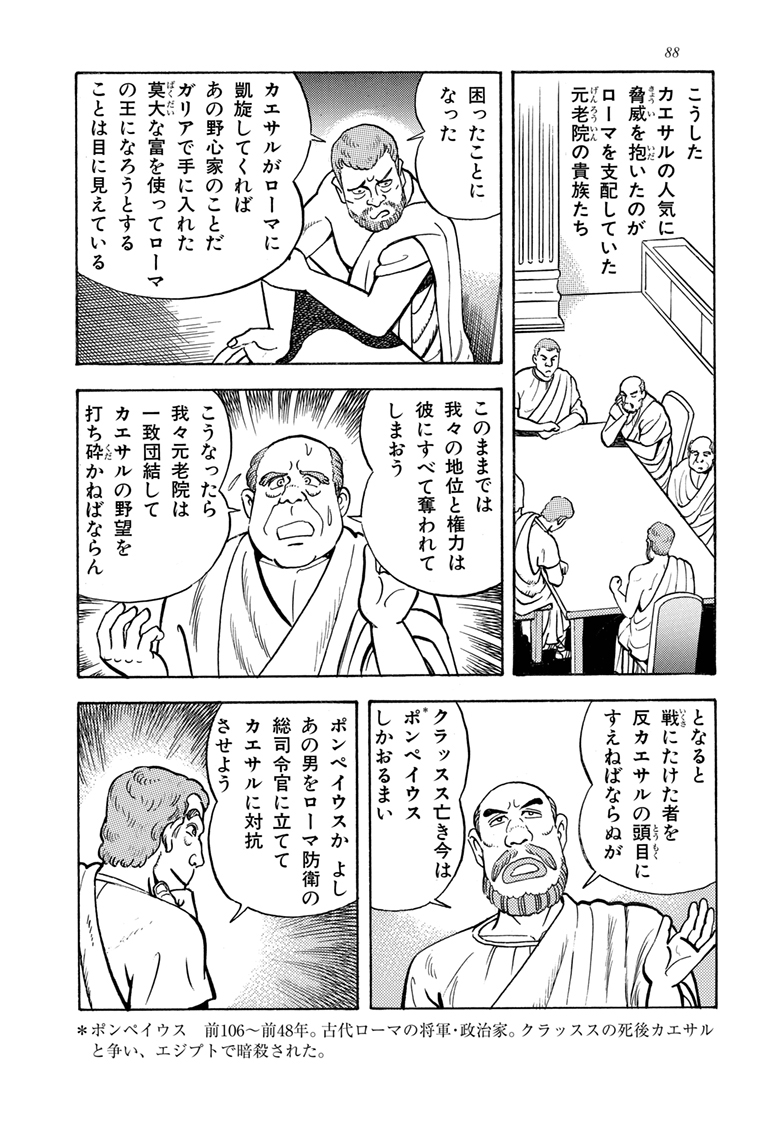 88
こうした
カエサルの人気に
脅威を抱いたのが
ローマを支配していた
元老院の貴族たち
困ったことに
なった
カエサルがローマに
凱旋してくれば
あの野心家のことだ
ガリアで手に入れた
莫大な富を使ってローマ
の王になろうとする
ことは目に見えている
このままでは
我々の地位と権力は
彼にすべて奪われて
しまおう
こうなったら
我々元老院は
一致団結して
カエサルの野望を
打ち砕かねばならん
となると
戦にたけた者を
反カエサルの頭目に
すえねばならぬが
クラッスス亡き今は
ポンペイウス*
しかおるまい
ポンペイウスか よし
あの男をローマ防衛の
総司令官に立てて
カエサルに対抗
させよう
*ポンペイウス 前106～前48年。古代ローマの将軍・政治家。クラッススの死後カエサル
と争い、エジプトで暗殺された。